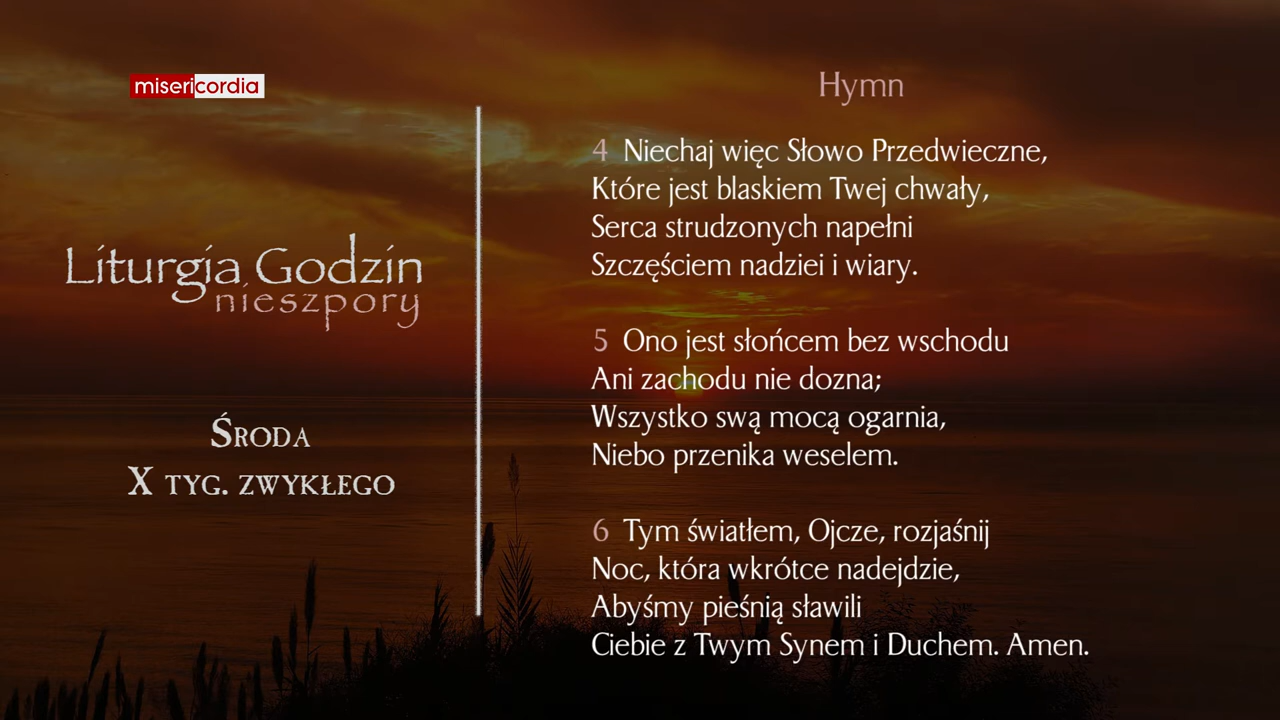 misericordia
Liturgia Godzin
nieszpory
Środa
X tyg. zwykłego
Hymn
4 Niechaj więc Słowo Przedwieczne,
Które jest blaskiem Twej chwały,
Serca strudzonych napełni
Szczęściem nadziei i wiary.
5 Ono jest słońcem bez wschodu
Ani zachodu nie dozna;
Wszystko swą mocą ogarnia,
Niebo przenika weselem.
6 Tym światłem, Ojcze, rozjaśnij
Noc, która wkrótce nadejdzie,
Abyśmy pieśnią sławili
Ciebie z Twym Synem i Duchem. Amen.